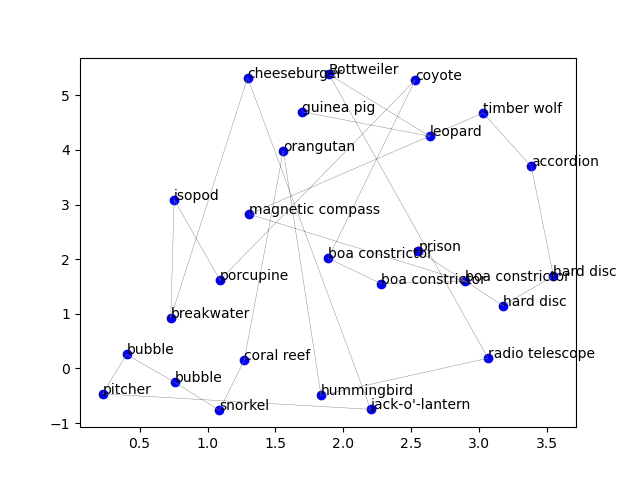 cheeseburger
Rottweiler
coyote
5
guinea pig
timber wolf
leopard
orangutan
4
accordion
isopod
3
magnetic compass
prison
boa constrictor
2
porcupine
boa constrictor
boa constrictor
hard disc
hard disc
breakwater
1
bubble
coral reef
radio telescope
0
bubble
pitcher
hummingbird
snorkel
jack-o'-lantern
−1
0.5 1.0 1.5 2.0 2.5 3.0 3.5